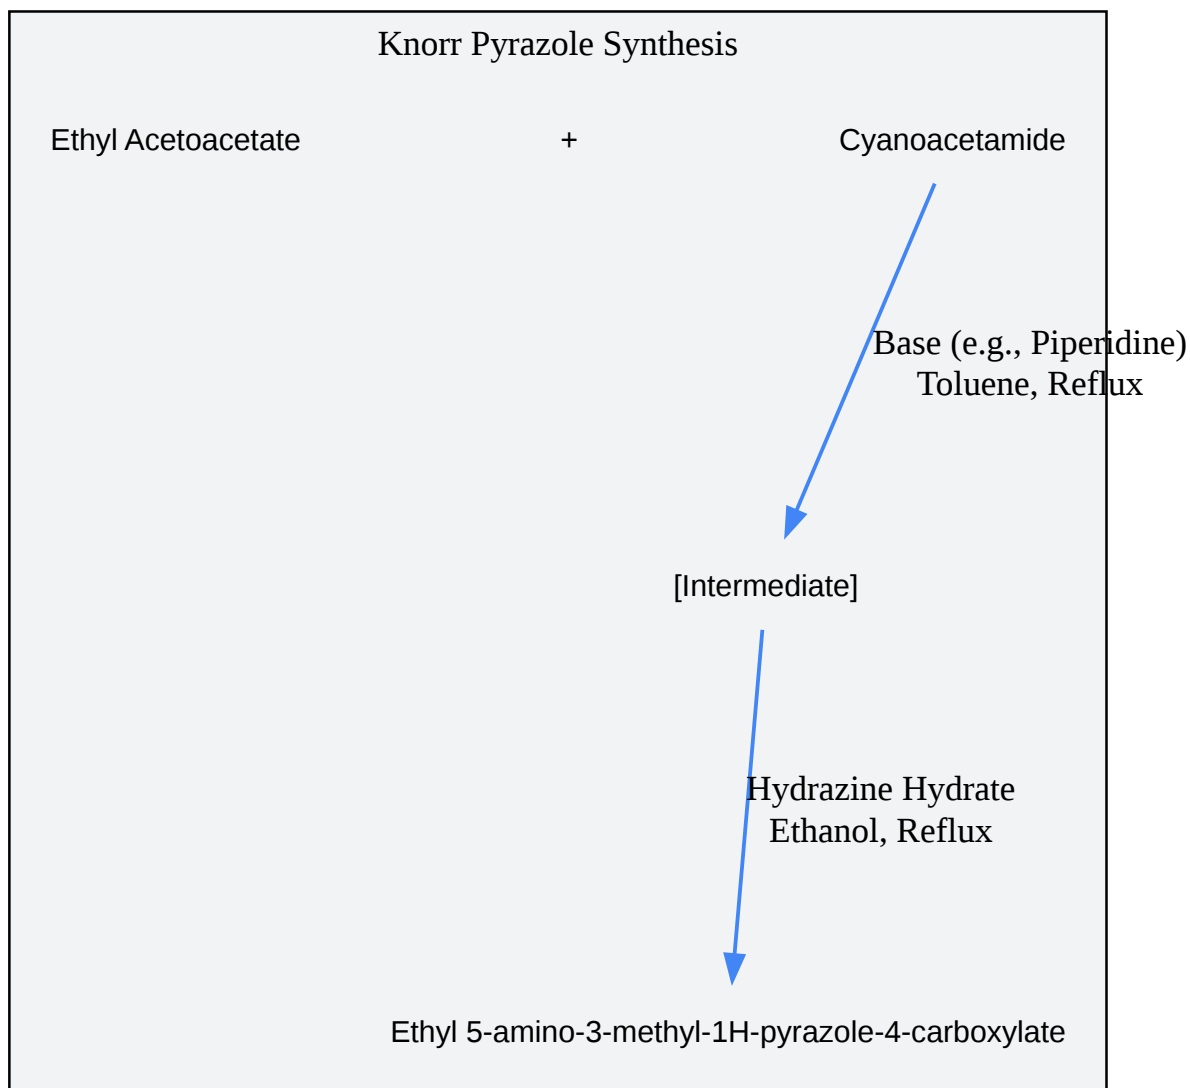 Knorr Pyrazole Synthesis
Ethyl Acetoacetate + Cyanoacetamide
Base (e.g., Piperidine)
Toluene, Reflux
[Intermediate]
Hydrazine Hydrate
Ethanol, Reflux
Ethyl 5-amino-3-methyl-1H-pyrazole-4-carboxylate